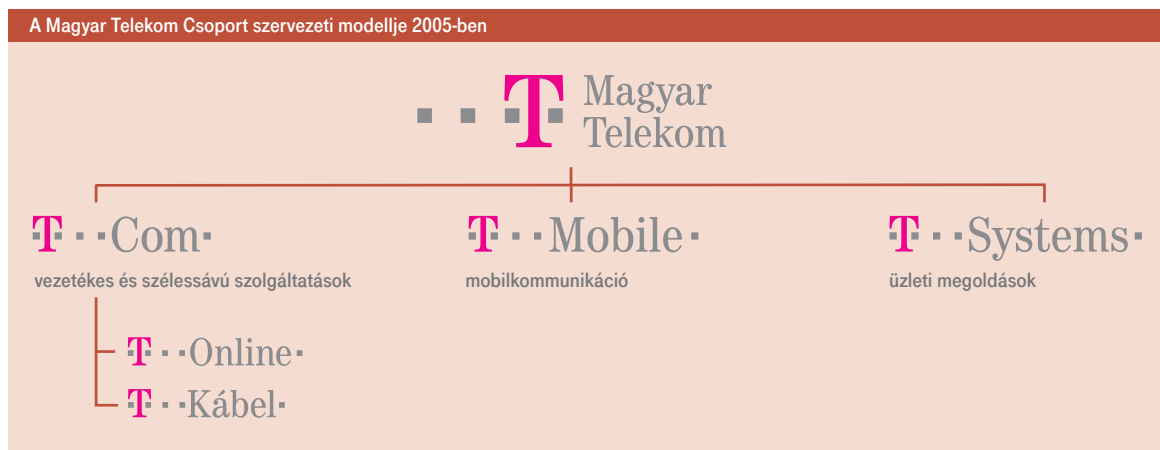 A Magyar Telekom Csoport szervezeti modellje 2005-ben
T Magyar
Telekom
T Com
T Mobile
T Systems
vezetékes és szélessávú szolgáltatások
mobilkommunikáció
üzleti megoldások
T Online
T Kábel